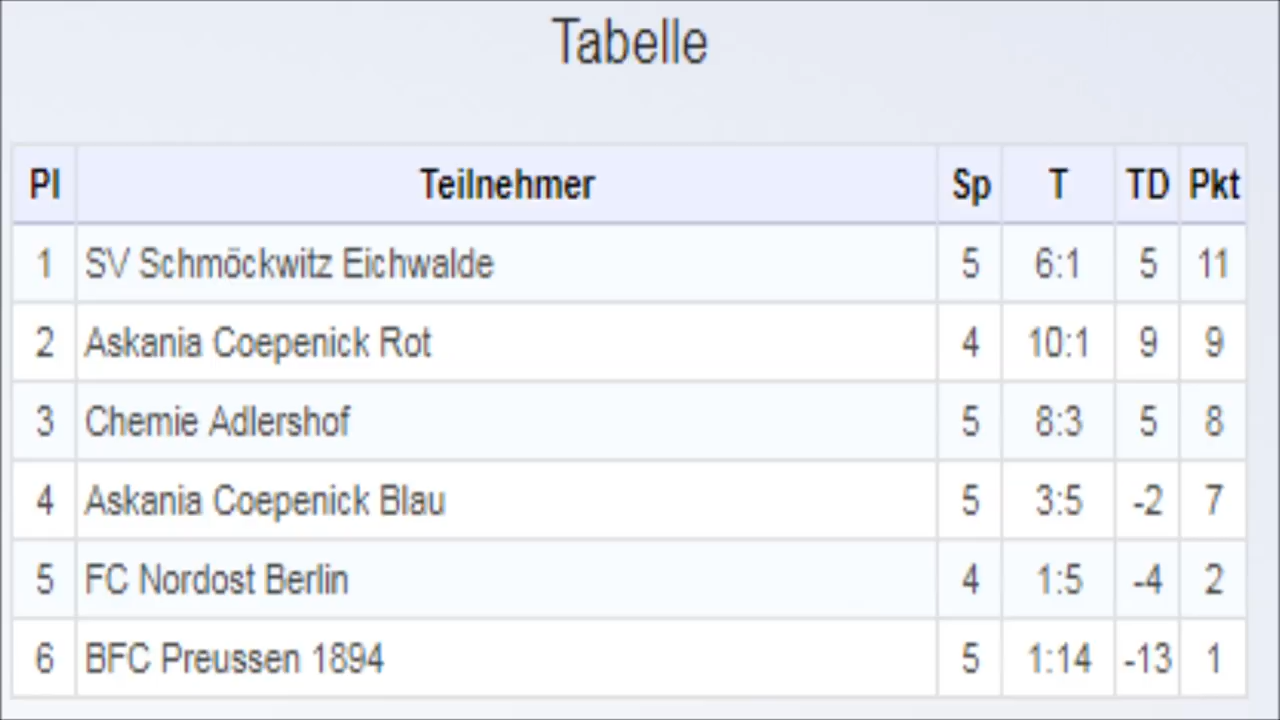 Tabelle
Pl Teilnehmer Sp T TD Pkt
1 SV Schmöckwitz Eichwalde 5 6:1 5 11
2 Askania Coepenick Rot 4 10:1 9 9
3 Chemie Adlershof 5 8:3 5 8
4 Askania Coepenick Blau 5 3:5 -2 7
5 FC Nordost Berlin 4 1:5 -4 2
6 BFC Preussen 1894 5 1:14 -13 1